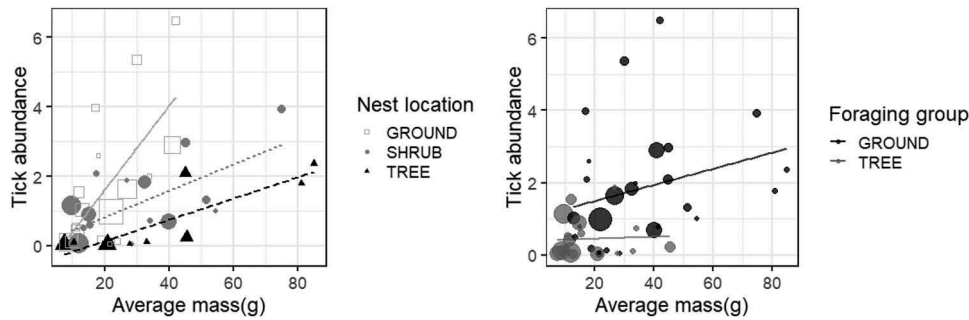 Tick abundance
6
4
2
0
20 40 60 80
Average mass(g)
Nest location
GROUND
SHRUB
TREE
Tick abundance
6
4
2
0
20 40 60 80
Average mass(g)
Foraging group
GROUND
TREE